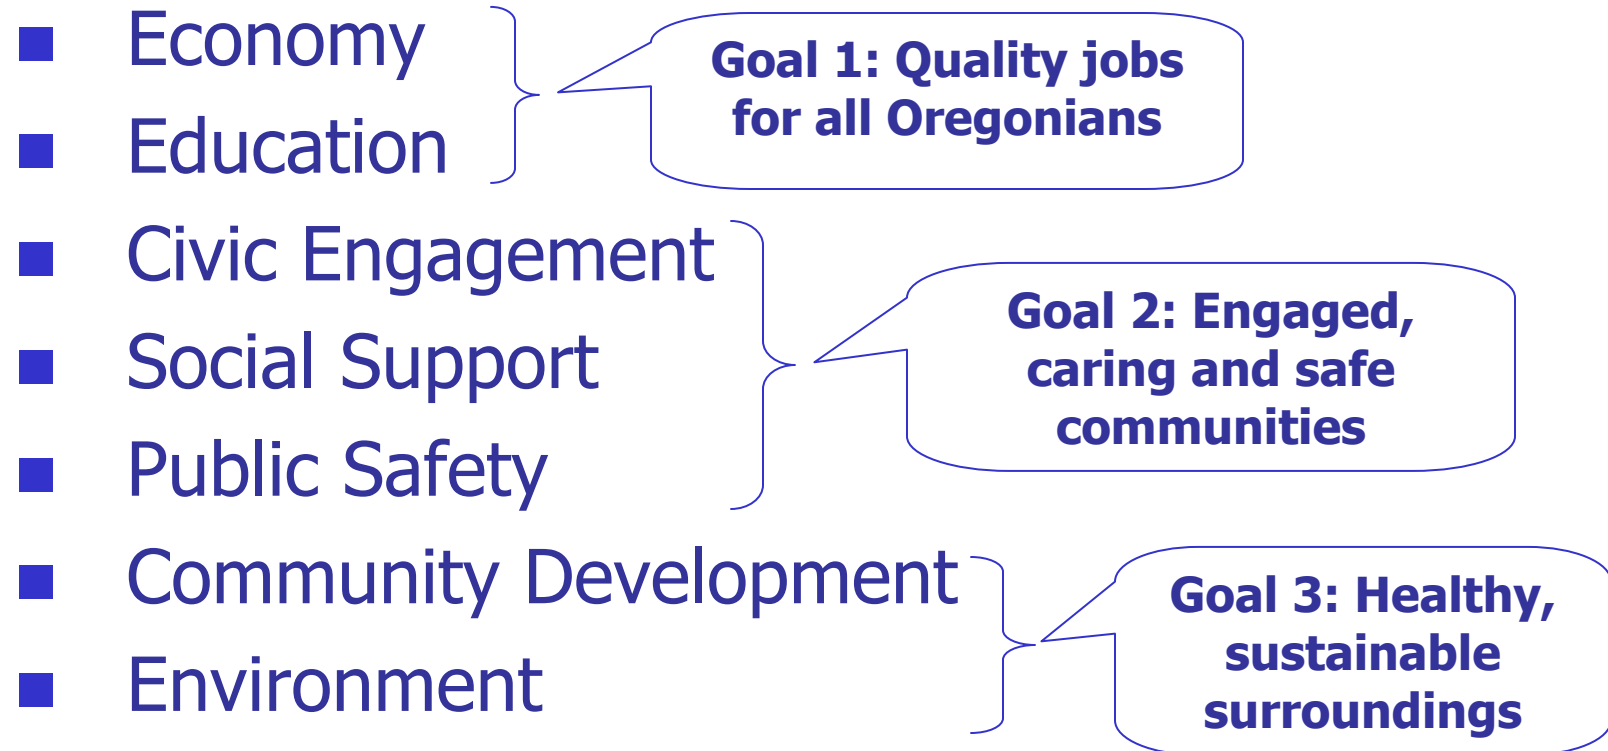 Economy
Education
Goal 1: Quality jobs
for all Oregonians
Civic Engagement
Social Support
Public Safety
Goal 2: Engaged,
caring and safe
communities
Community Development
Environment
Goal 3: Healthy,
sustainable
surroundings